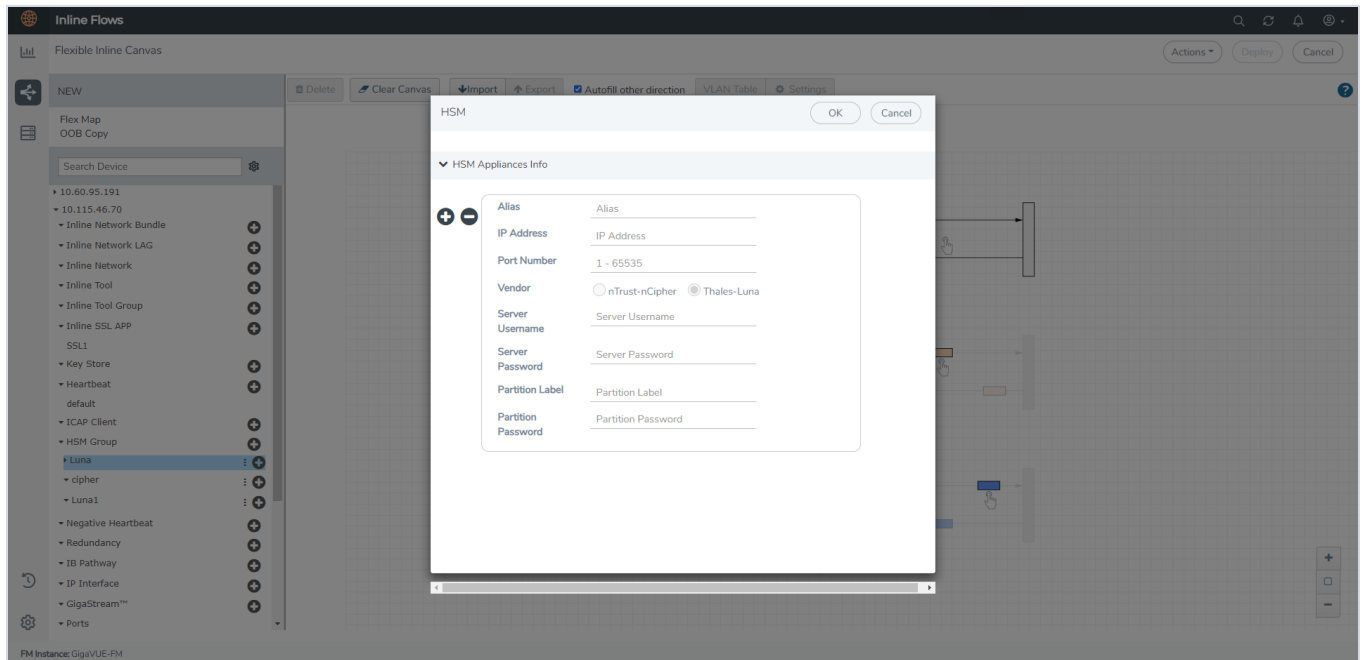 Inline Flows
Flexible Inline Canvas
Actions
Deploy
Cancel
NEW
Delete
Clear Canvas
Import
Export
Autofill other direction
VLAN Table
Settings
?
Flex Map
OOB Copy
Search Device
10.60.95.191
10.115.46.70
Inline Network Bundle
Inline Network LAG
Inline Network
Inline Tool
Inline Tool Group
Inline SSL APP
SSL1
Key Store
Heartbeat
default
ICAP Client
HSM Group
Luna
cipher
Luna1
Negative Heartbeat
Redundancy
IB Pathway
IP Interface
GigaStream™
Ports
HSM
OK
Cancel
HSM Appliances Info
Alias
Alias
IP Address
IP Address
Port Number
1 - 65535
Vendor
nTrust-nCipher
Thales-Luna
Server
Username
Server Username
Server
Password
Server Password
Partition Label
Partition Label
Partition
Password
Partition Password
FM Instance: GigaVUE-FM